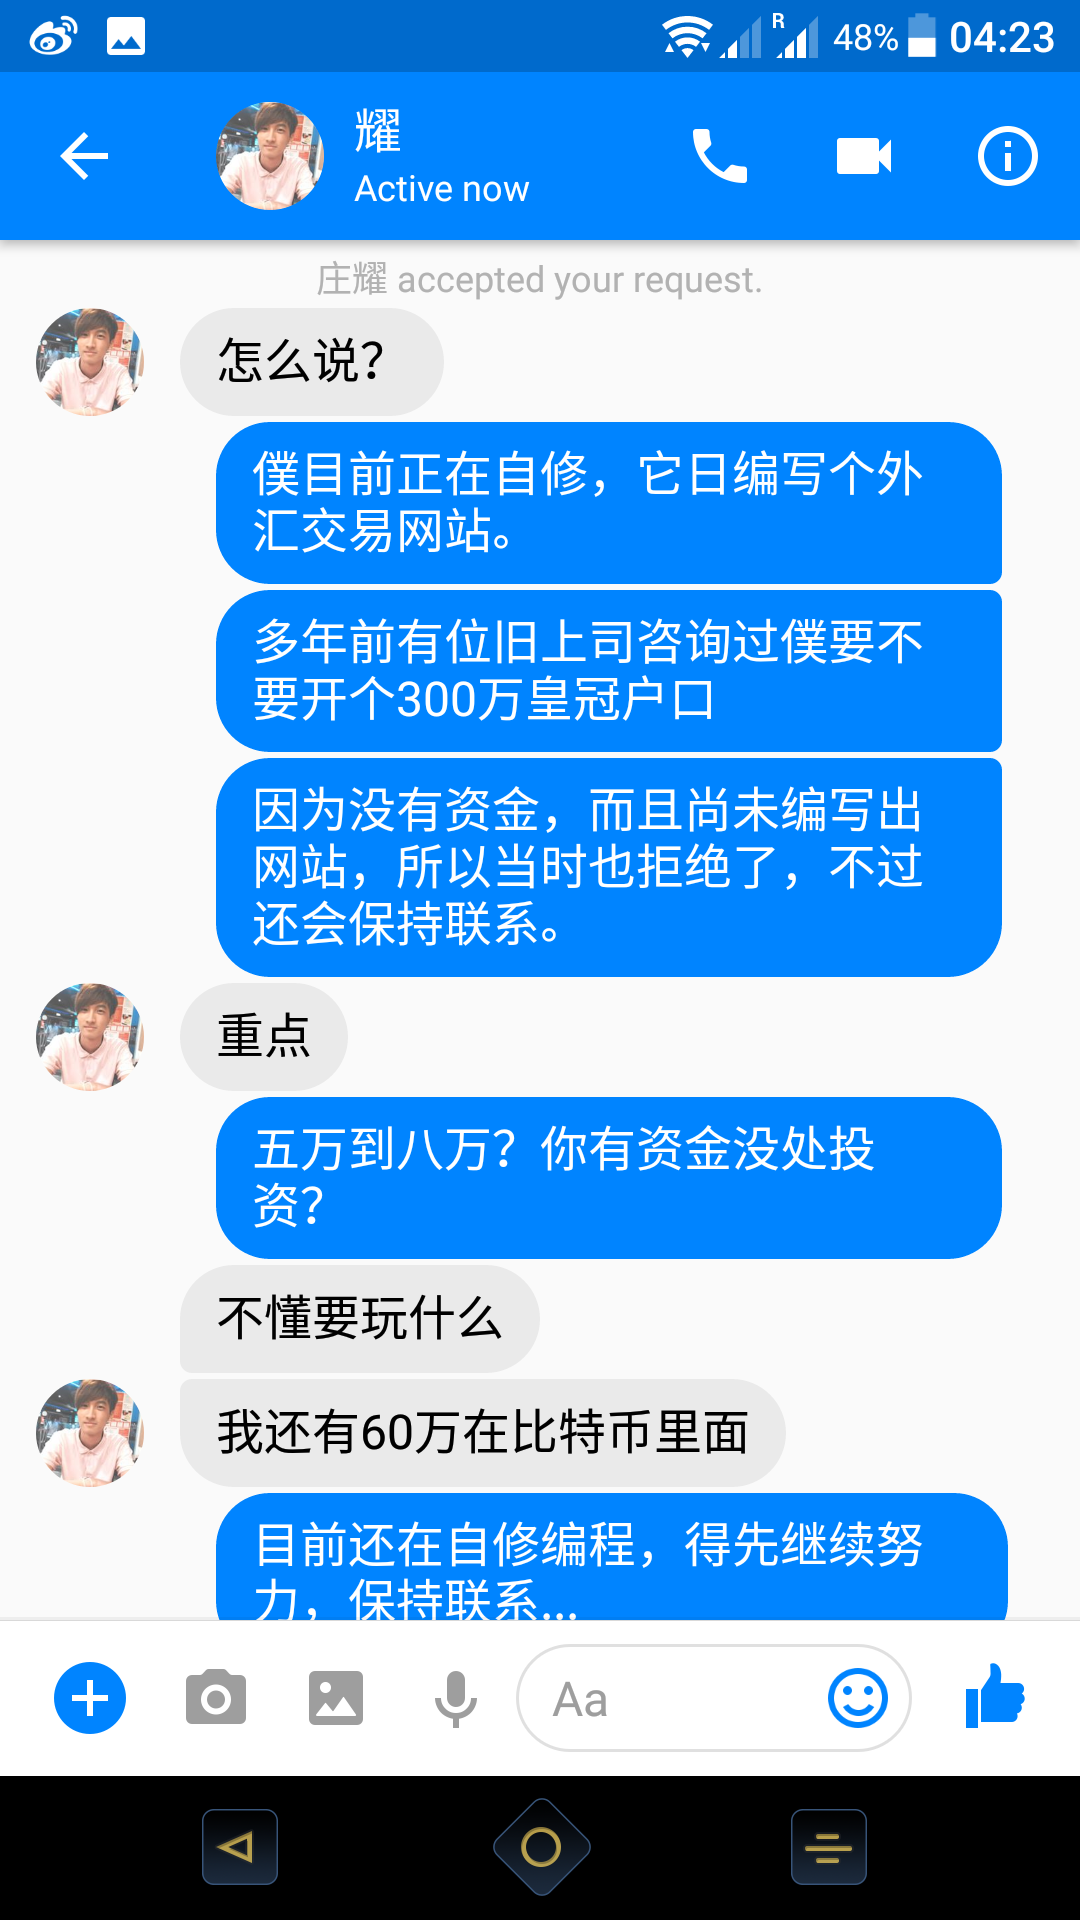 R 48% 04:23
耀
Active now
庄耀 accepted your request.
怎么说？
僕目前正在自修，它日编写个外
汇交易网站。
多年前有位旧上司咨询过僕要不
要开个300万皇冠户口
因为没有资金，而且尚未编写出
网站，所以当时也拒绝了，不过
还会保持联系。
重点
五万到八万？你有资金没处投
资？
不懂要玩什么
我还有60万在比特币里面
目前还在自修编程，得先继续努
力，保持联系...
Aa